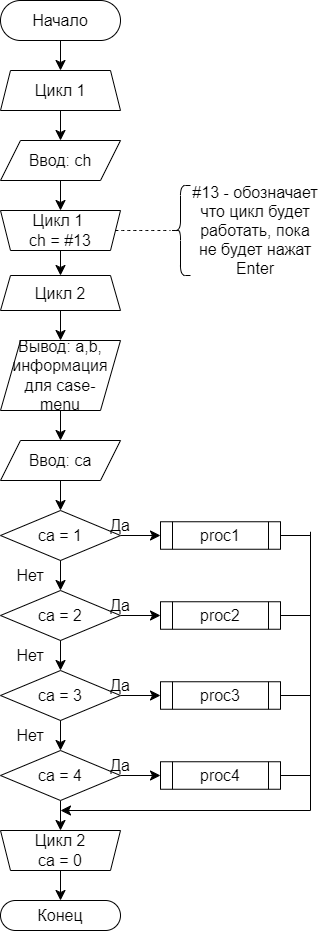 Начало
Цикл 1
Ввод: ch
Цикл 1
ch = #13
#13 - обозначает
что цикл будет
работать, пока
не будет нажат
Enter
Цикл 2
Вывод: a,b,
информация
для case-
menu
Ввод: ca
ca = 1
Да
proc1
Нет
ca = 2
Да
proc2
Нет
ca = 3
Да
proc3
Нет
ca = 4
Да
proc4
Цикл 2
ca = 0
Конец